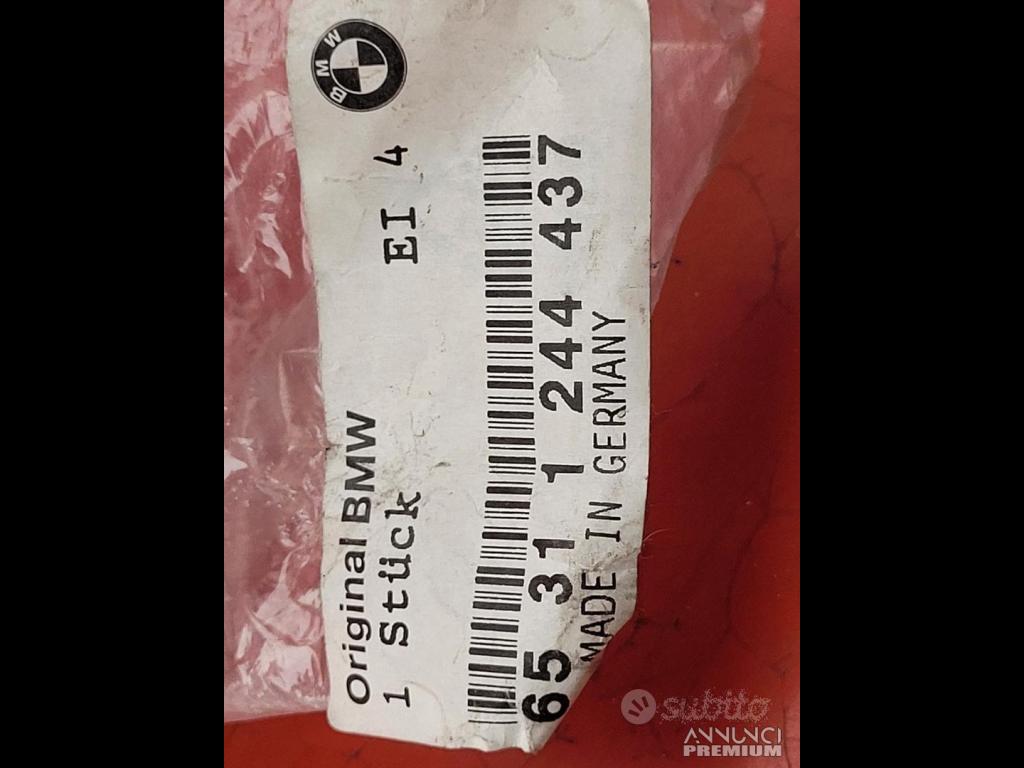 BMW
Original BMW
1 Stück EI 4
65 31 1 244 437
MADE IN GERMANY
subito
ANNUNCI
PREMIUM